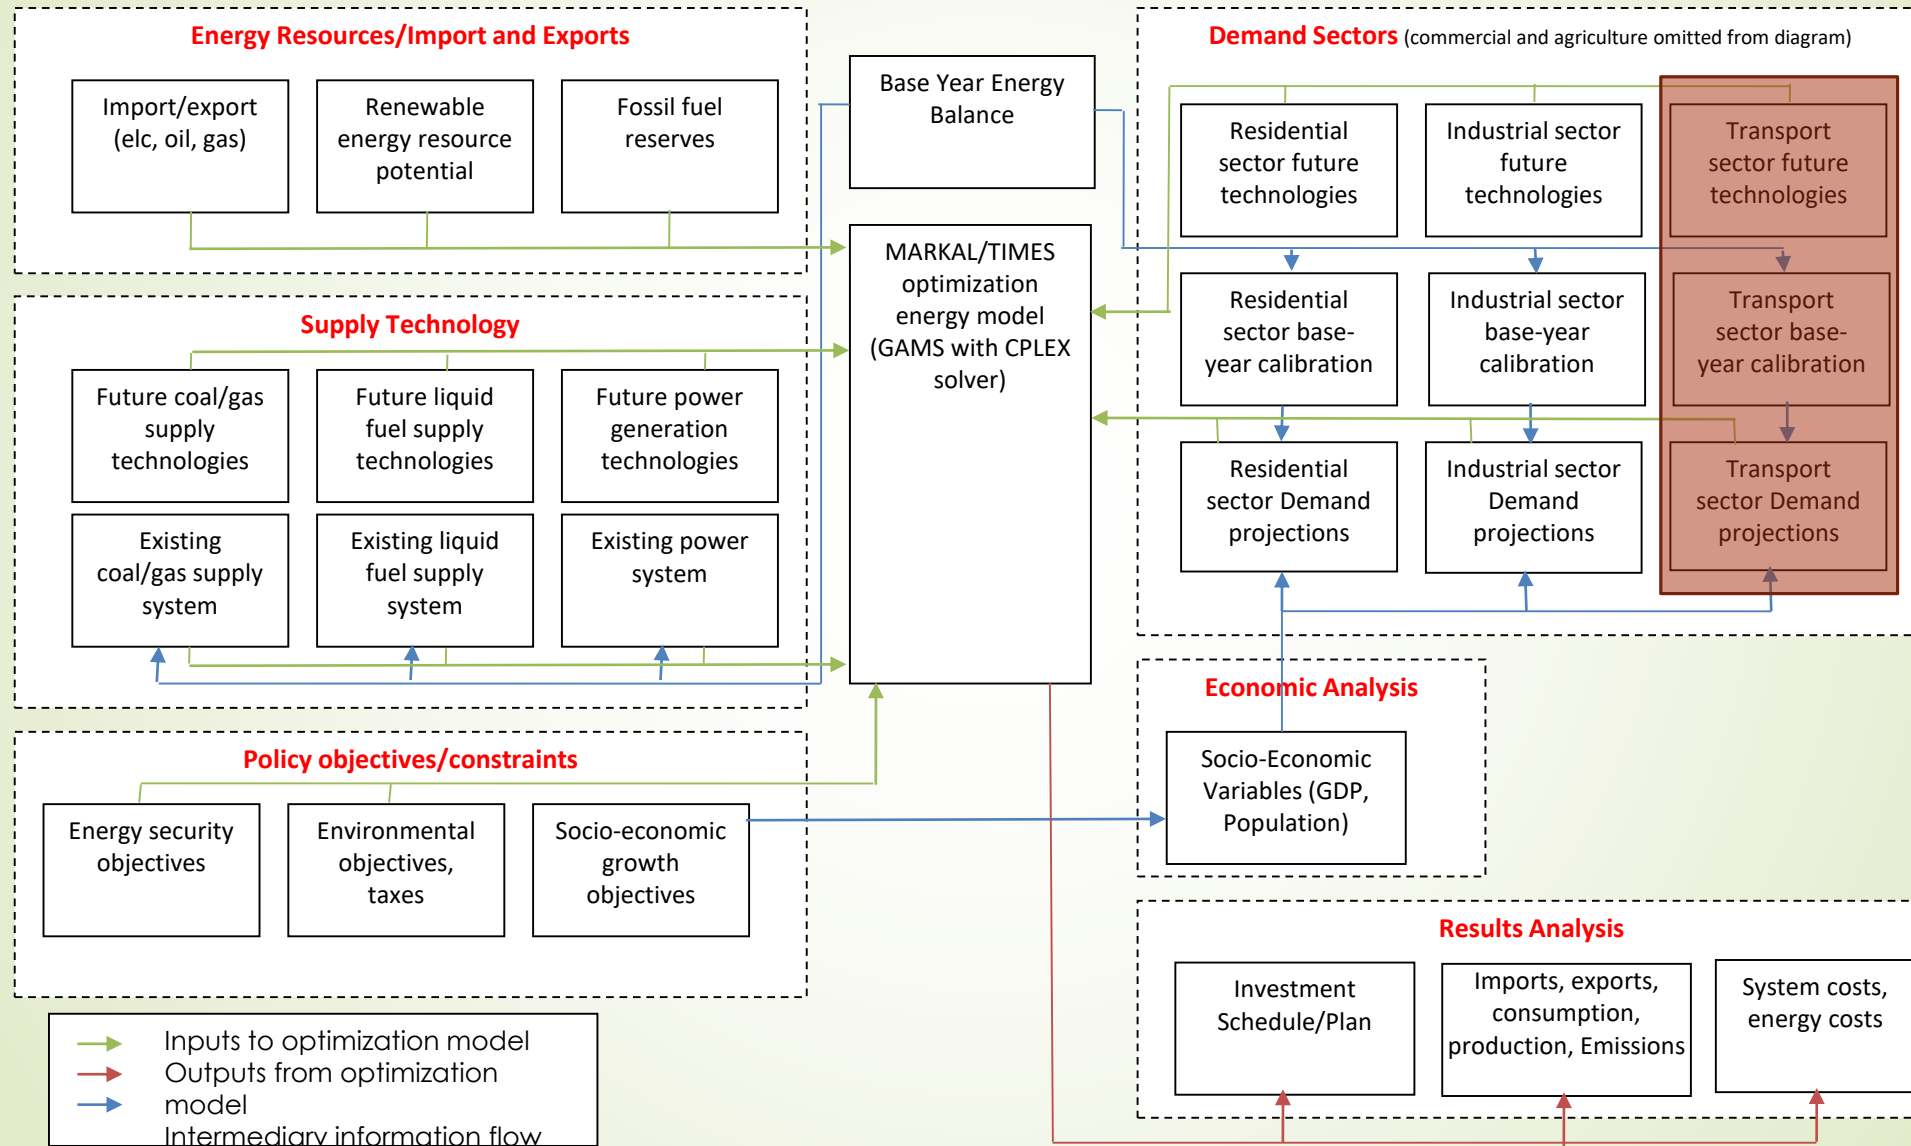 Energy Resources/Import and Exports
Import/export
(elc, oil, gas)
Renewable
energy resource
potential
Fossil fuel
reserves
Supply Technology
Future coal/gas
supply
technologies
Future liquid
fuel supply
technologies
Future power
generation
technologies
Existing
coal/gas supply
system
Existing liquid
fuel supply
system
Existing power
system
Policy objectives/constraints
Energy security
objectives
Environmental
objectives,
taxes
Socio-economic
growth
objectives
Inputs to optimization model
Outputs from optimization
model
Intermediary information flow
Base Year Energy
Balance
MARKAL/TIMES
optimization
energy model
(GAMS with CPLEX
solver)
Demand Sectors (commercial and agriculture omitted from diagram)
Residential
sector future
technologies
Industrial sector
future
technologies
Transport
sector future
technologies
Residential
sector base-
year calibration
Industrial sector
base-year
calibration
Transport
sector base-
year calibration
Residential
sector Demand
projections
Industrial sector
Demand
projections
Transport
sector Demand
projections
Economic Analysis
Socio-Economic
Variables (GDP,
Population)
Results Analysis
Investment
Schedule/Plan
Imports, exports,
consumption,
production, Emissions
System costs,
energy costs